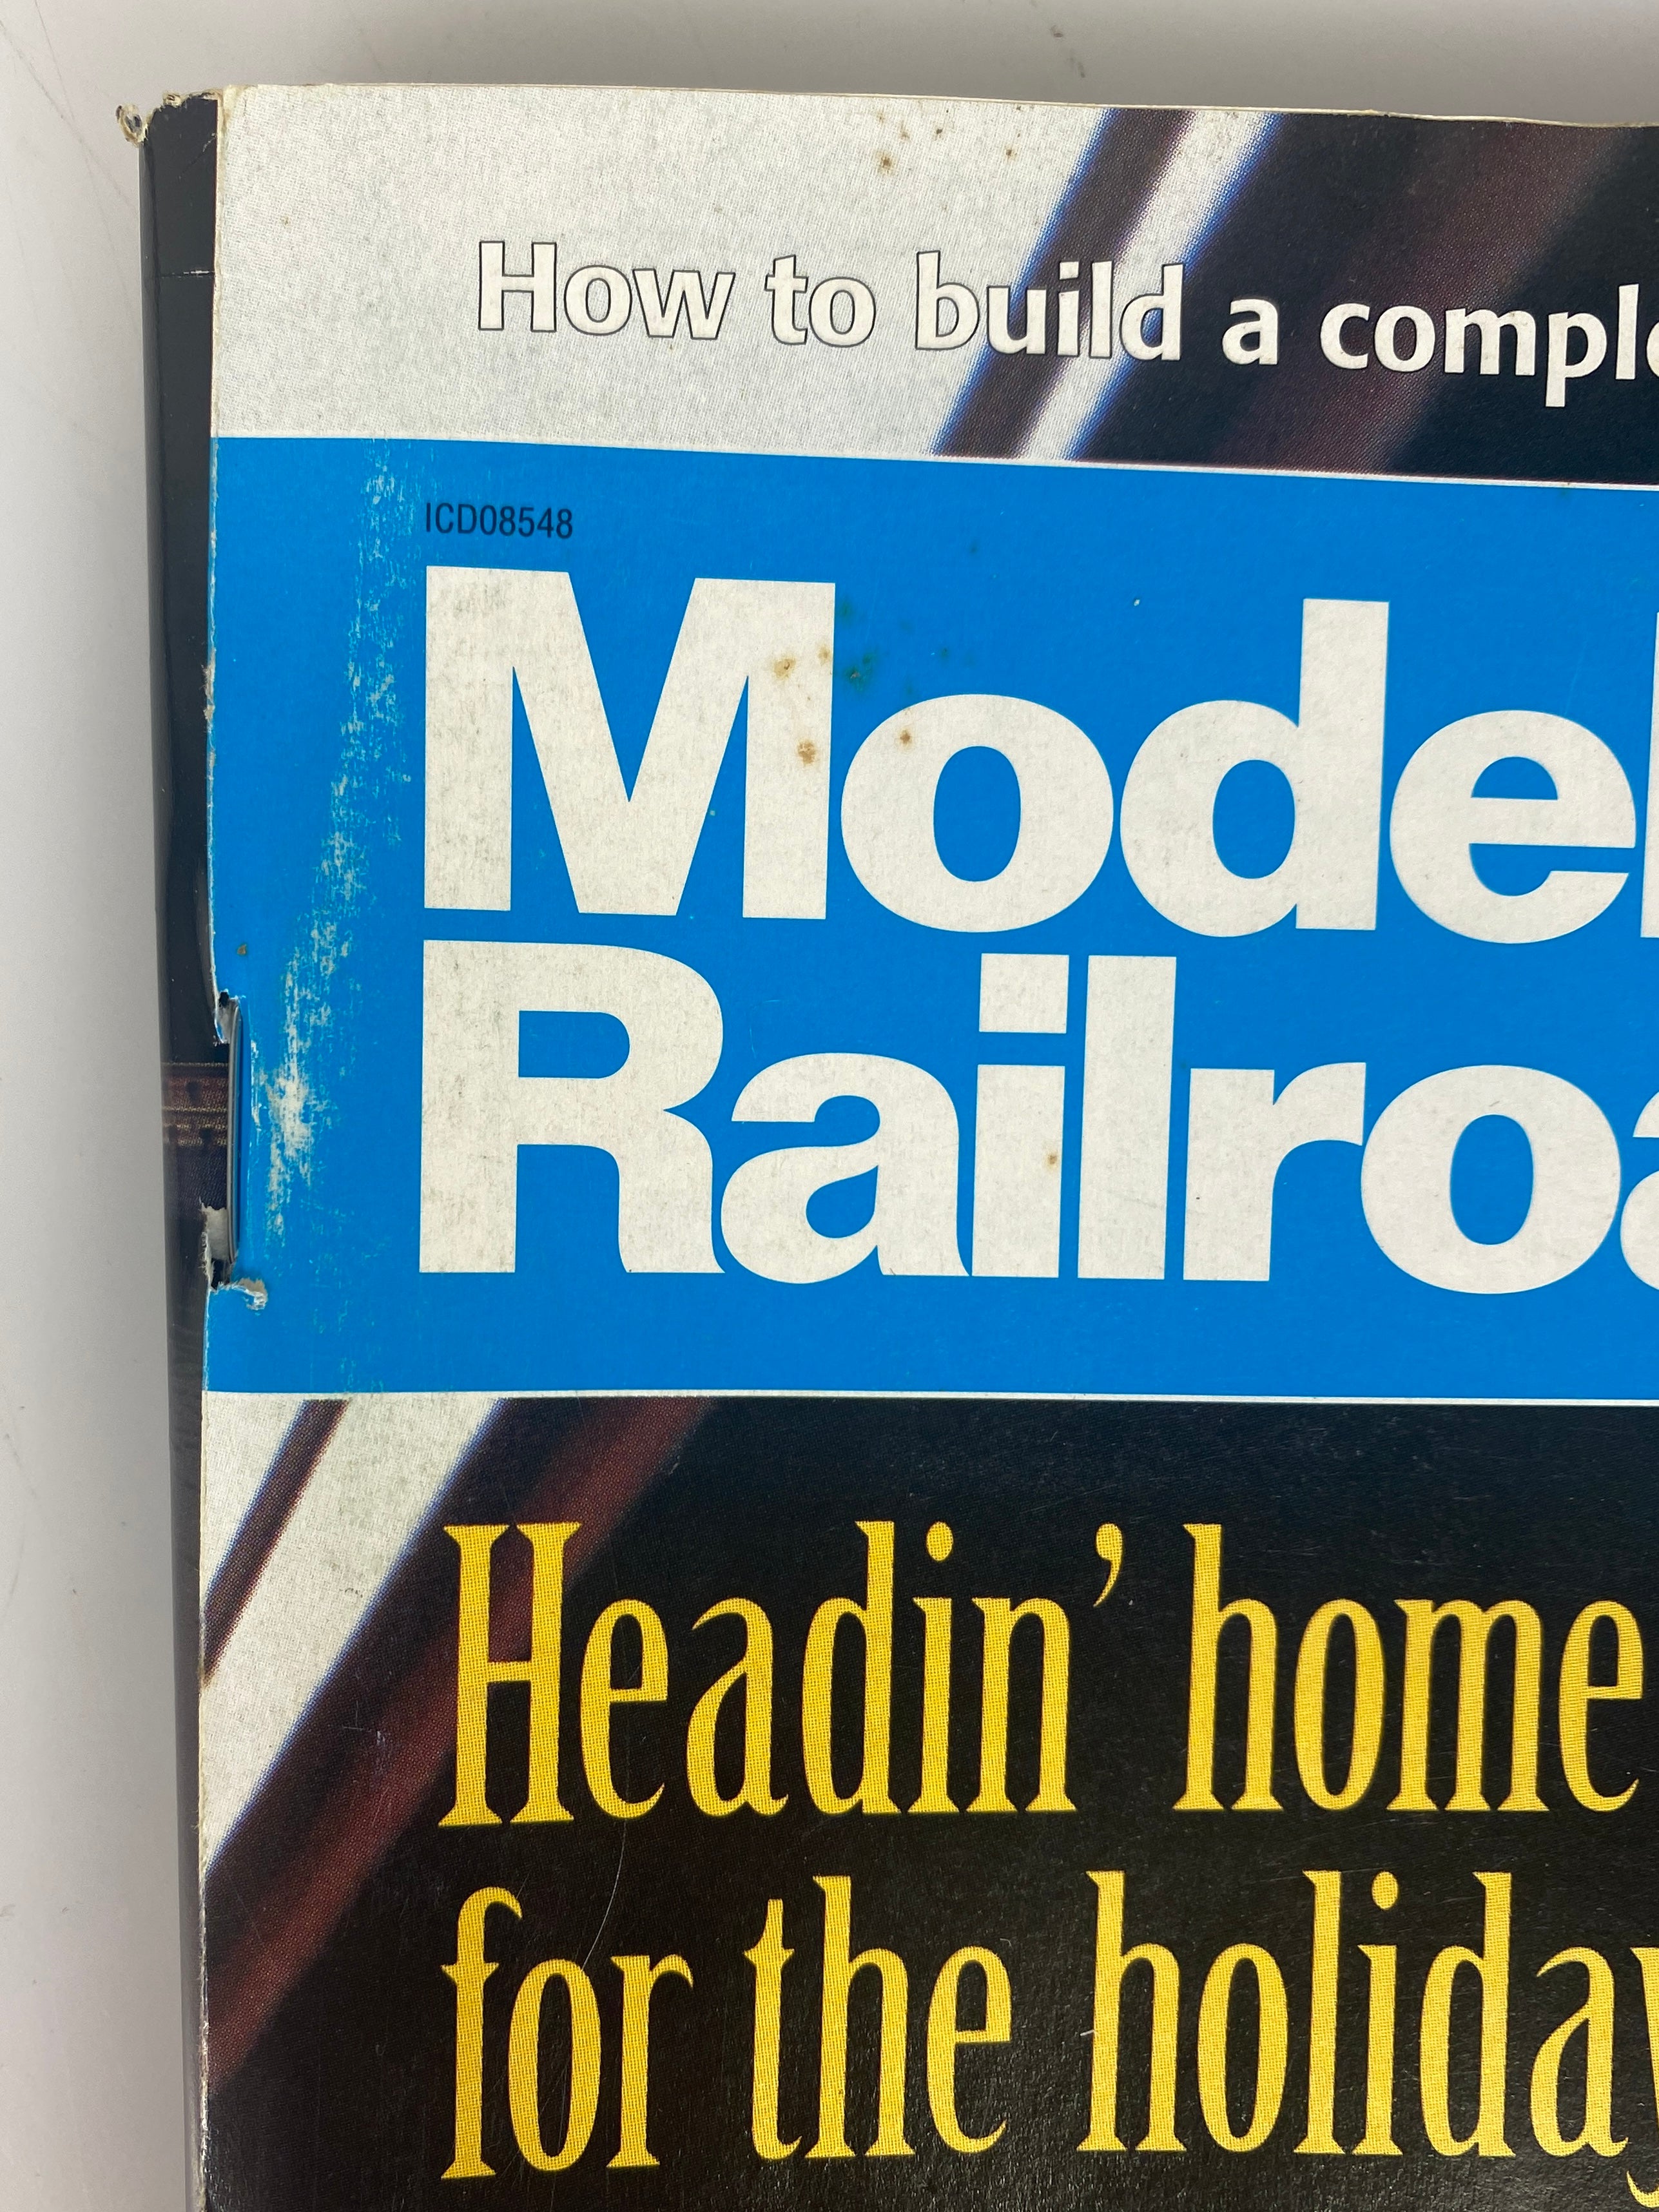 How to build a comple
ICD08548
Model
Railroa
Headin' home
for the holiday